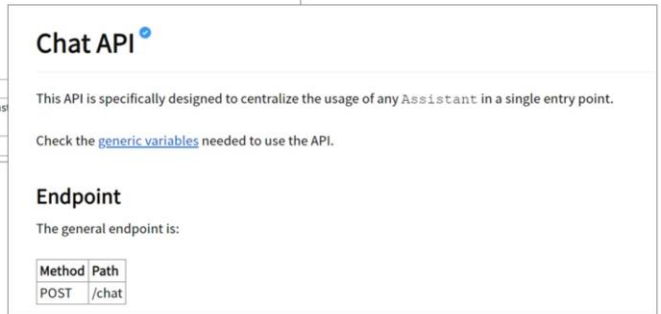 Chat API
This API is specifically designed to centralize the usage of any Assistant in a single entry point.
Check the generic variables needed to use the API.
Endpoint
The general endpoint is:
Method Path
POST /chat